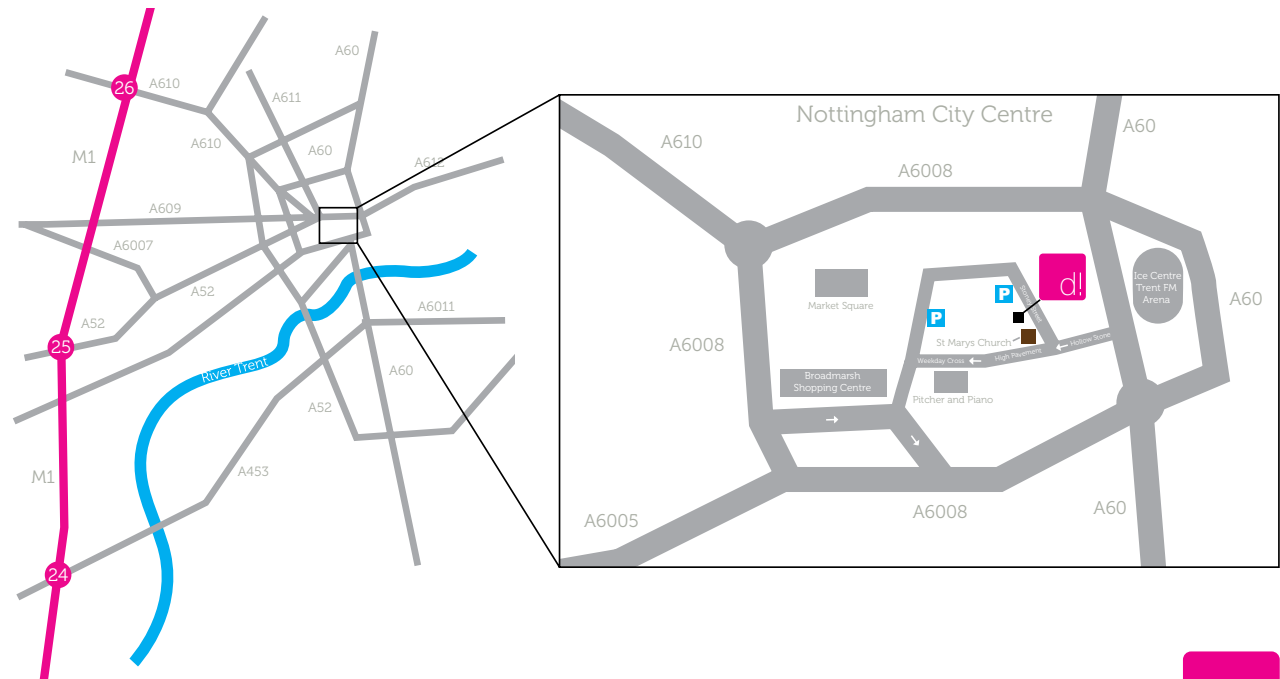 A60
26
A610
A611
A610
A60
M1
A612
A609
A6007
A52
A6011
A52
25
River Trent
A60
A52
A453
M1
24
Nottingham City Centre
A60
A610
A6008
d!
P
P
Stoney Street
Ice Centre
Trent FM
Arena
Market Square
A60
St Marys Church
Hollow Stone
High Pavement
Weekday Cross
A6008
Broadmarsh
Shopping Centre
Pitcher and Piano
A6005
A6008
A60